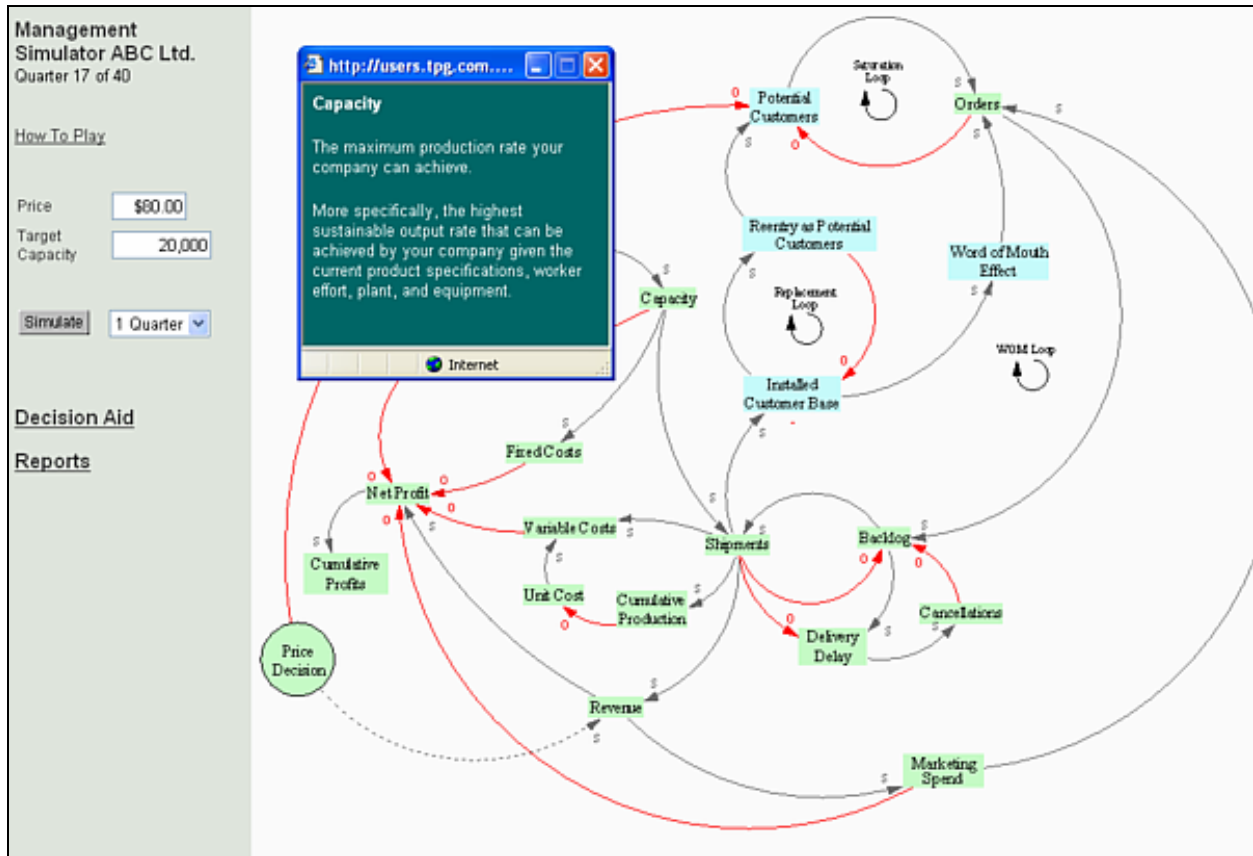 Management
Simulator ABC Ltd.
Quarter 17 of 40
How To Play
Price
$80.00
Target
Capacity
20,000
Simulate
1 Quarter
Decision Aid
Reports
http://users.tpg.com....
Capacity
The maximum production rate your
company can achieve.
More specifically, the highest
sustainable output rate that can be
achieved by your company given the
current product specifications, worker
effort, plant, and equipment.
Internet
Potential
Customers
Saturation
Loop
Orders
Reentry as Potential
Customers
Word of Mouth
Effect
Capacity
Replacement
Loop
WOM Loop
Installed
Customer Base
Fixed Costs
Net Profit
Variable Costs
Shipments
Backlog
Cumulative
Profits
Unit Cost
Cumulative
Production
Cancellations
Delivery
Delay
Price
Decision
Revenue
Marketing
Spend
O
S
S
O
S
S
S
S
S
S
S
O
S
S
O
O
O
O
S
S
S
S
S
S
O
O
S
S
O
S
O
S
S
S
S
S